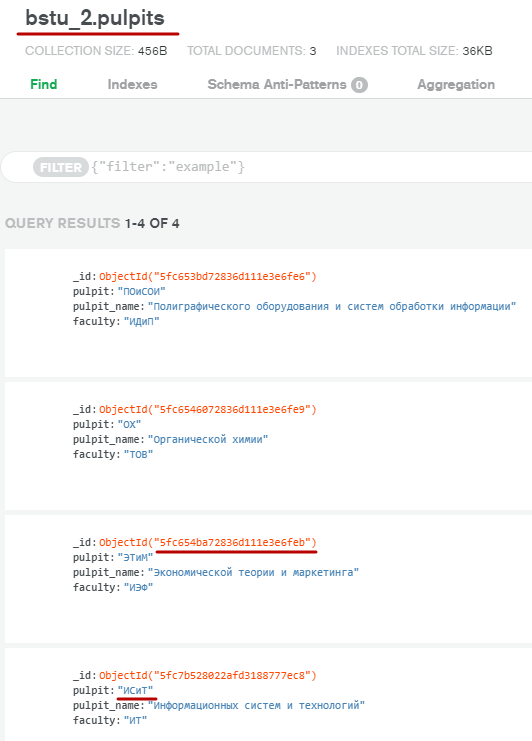 bstu_2.pulpits
COLLECTION SIZE: 456B TOTAL DOCUMENTS: 3 INDEXES TOTAL SIZE: 36KB
Find Indexes Schema Anti-Patterns 0 Aggregation
FILTER {"filter":"example"}
QUERY RESULTS 1-4 OF 4
_id: ObjectId("5fc653bd72836d111e3e6fe6")
pulpit: "ПОиСОИ"
pulpit_name: "Полиграфического оборудования и систем обработки информации"
faculty: "ИДиП"
_id: ObjectId("5fc6546072836d111e3e6fe9")
pulpit: "ОХ"
pulpit_name: "Органической химии"
faculty: "ТОВ"
_id: ObjectId("5fc654ba72836d111e3e6feb")
pulpit: "ЭТиМ"
pulpit_name: "Экономической теории и маркетинга"
faculty: "ИЭФ"
_id: ObjectId("5fc7b528022afd3188777ec8")
pulpit: "ИСиТ"
pulpit_name: "Информационных систем и технологий"
faculty: "ИТ"